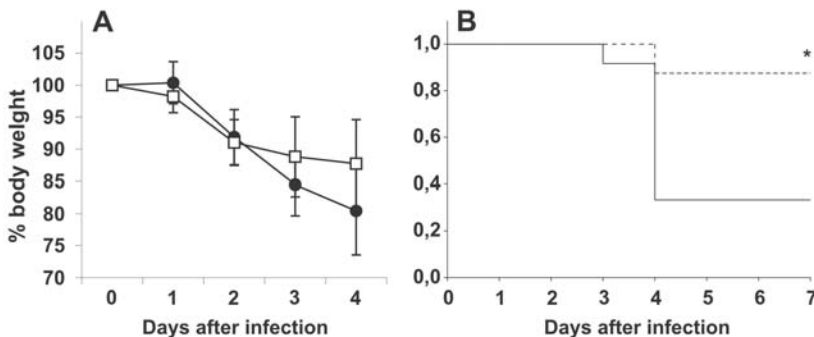 A
105
100
95
90
85
80
75
70
% body weight
0 1 2 3 4
Days after infection
B
1,0
0,8
0,6
0,4
0,2
0,0
*
0 1 2 3 4 5 6 7
Days after infection